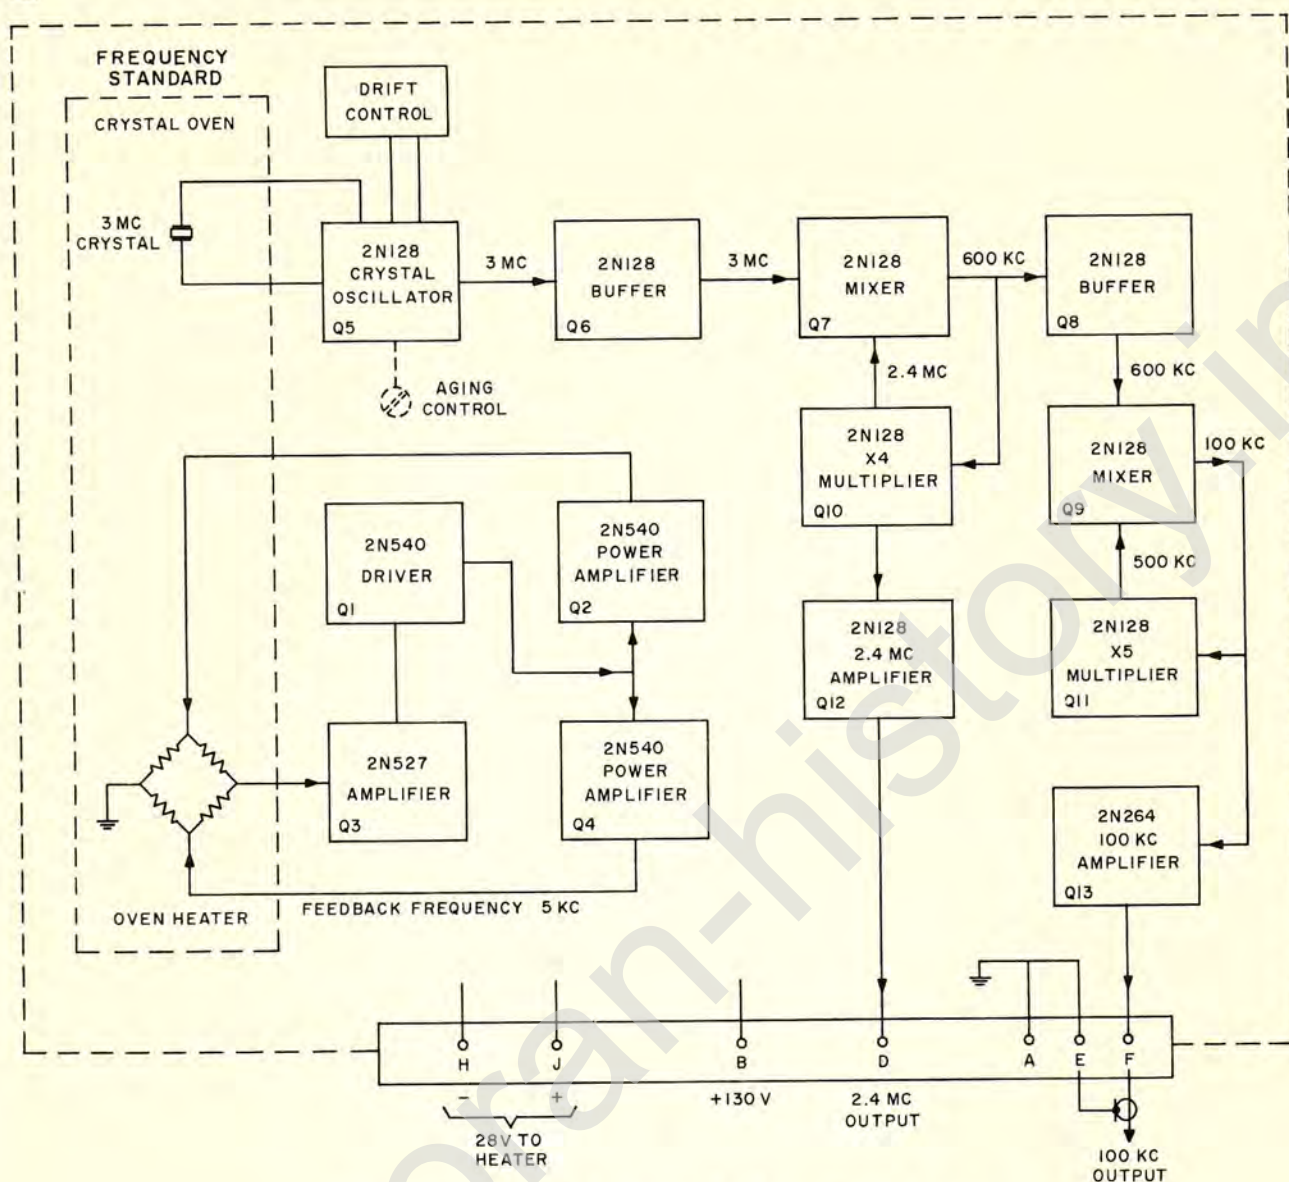 FREQUENCY
STANDARD
CRYSTAL OVEN
3 MC
CRYSTAL
DRIFT
CONTROL
2N128
CRYSTAL
OSCILLATOR
Q5
AGING
CONTROL
3 MC
2N128
BUFFER
Q6
3 MC
2N128
MIXER
Q7
600 KC
2N128
BUFFER
Q8
2.4 MC
600 KC
2N128
X4
MULTIPLIER
Q10
2N128
MIXER
Q9
100 KC
500 KC
2N540
DRIVER
Q1
2N540
POWER
AMPLIFIER
Q2
2N128
2.4 MC
AMPLIFIER
Q12
2N128
X5
MULTIPLIER
Q11
2N527
AMPLIFIER
Q3
2N540
POWER
AMPLIFIER
Q4
2N264
100 KC
AMPLIFIER
Q13
OVEN HEATER
FEEDBACK FREQUENCY 5 KC
H J B D A E F
- + +130 V 2.4 MC
OUTPUT
28V TO
HEATER
100 KC
OUTPUT
ran-history.in